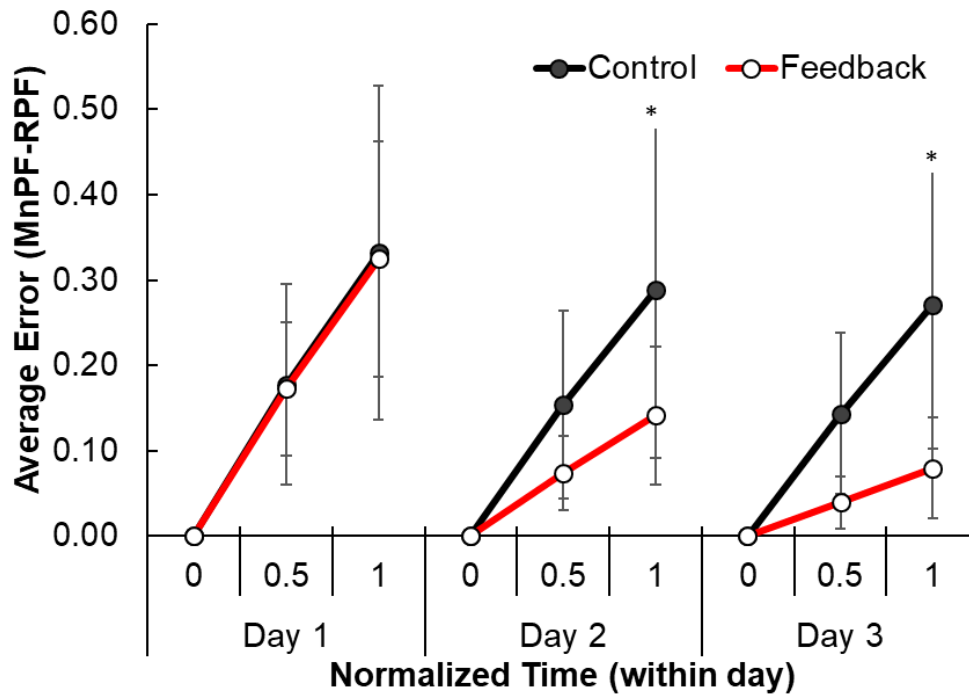 0.60
Control Feedback
0.50
*
*
0.40
0.30
0.20
0.10
0.00
Average Error (MnPF-RPF)
0 0.5 1 0 0.5 1 0 0.5 1
Day 1 Day 2 Day 3
Normalized Time (within day)